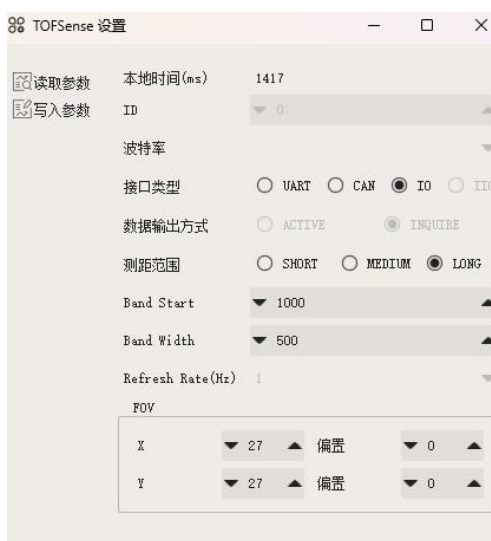 TOFSense 设置
读取参数
写入参数
本地时间(ms) 1417
ID 0
波特率
接口类型 UART CAN IO
数据输出方式 ACTIVE INQUIRE
测距范围 SHORT MEDIUM LONG
Band Start 1000
Band Width 500
Refresh Rate(Hz) 1
FOV
X 27 偏置 0
Y 27 偏置 0